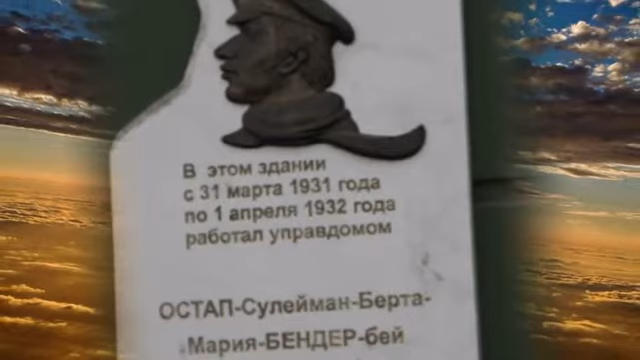 В этом здании
с 31 марта 1931 года
по 1 апреля 1932 года
работал управдомом
ОСТАП-Сулейман-Берта-
Мария-БЕНДЕР-бей